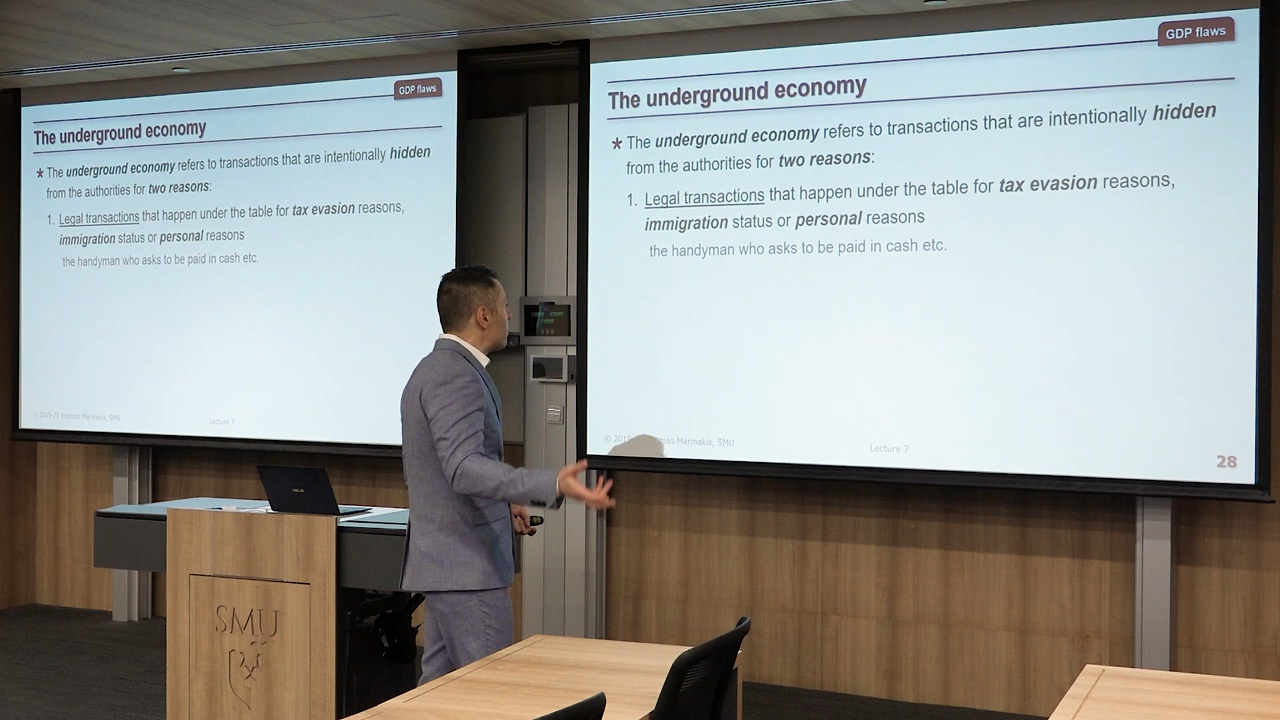 GDP flaws
The underground economy
* The underground economy refers to transactions that are intentionally hidden
from the authorities for two reasons:
1. Legal transactions that happen under the table for tax evasion reasons,
immigration status or personal reasons
the handyman who asks to be paid in cash etc.
© 2019-20 Kosmas Marinakis, SMU
Lecture 7
GDP flaws
The underground economy
* The underground economy refers to transactions that are intentionally hidden
from the authorities for two reasons:
1. Legal transactions that happen under the table for tax evasion reasons,
immigration status or personal reasons
the handyman who asks to be paid in cash etc.
Marinakis, SMU
Lecture 7
28
ASUS
SMU